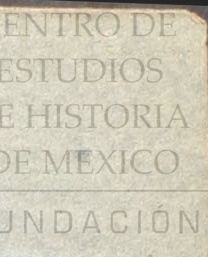 ENTRO DE
ESTUDIOS
E HISTORIA
DE MEXICO
UNDACIÓN